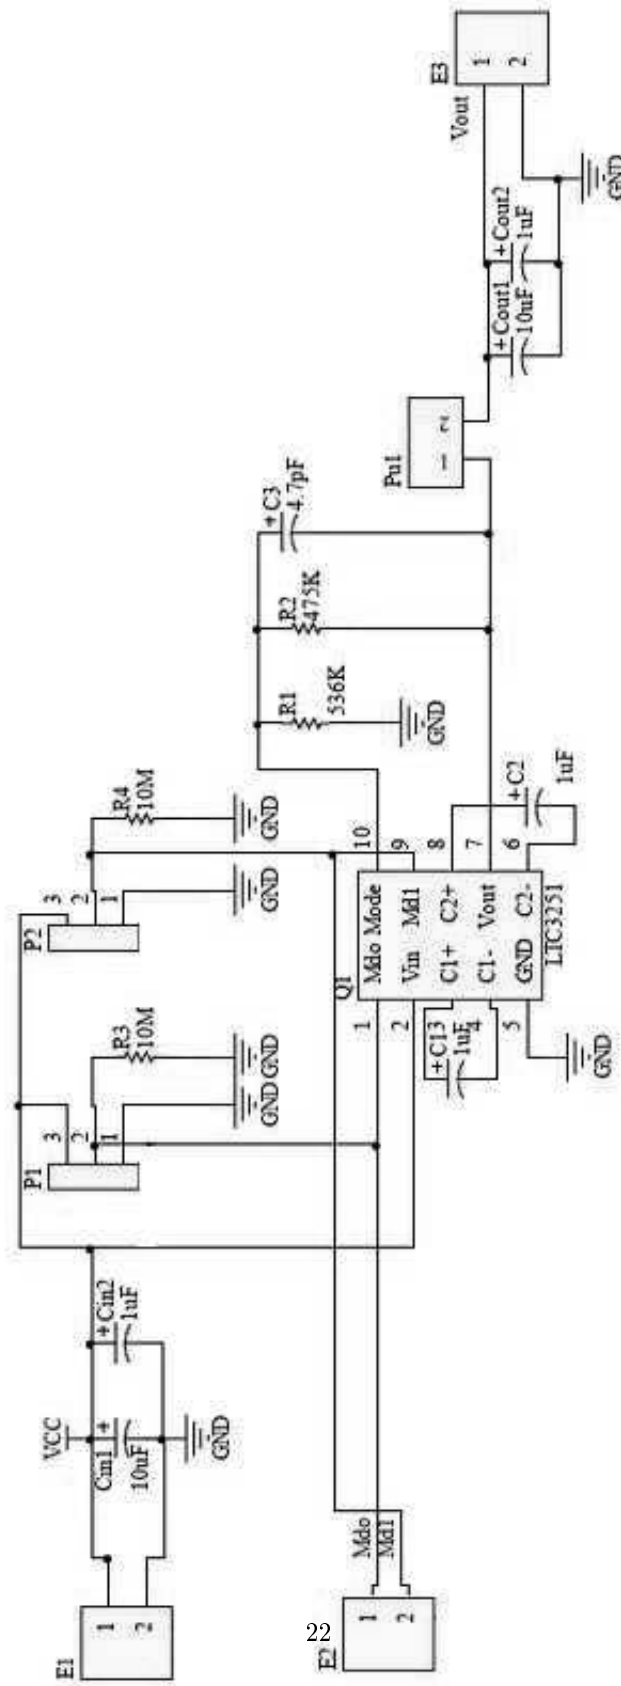 E1
1
2
VCC
Cin1 +
10uF
+Cin2
1uF
GND
P1
3
2
1
R3
10M
GND
GND
P2
3
2
1
R4
10M
GND
GND
E2
1
2
Mdo
Md1
Q1
1
2
4
5
Mdo Mode
Vin Md1
C1+ C2+
C1- Vout
GND C2-
10
9
8
7
6
LTC3251
+C13
1uF
GND
+C2
1uF
R1
536K
GND
R2
475K
+C3
4.7pF
Pu1
1 2
+Cout1
10uF
+Cout2
1uF
GND
Vout
E3
1
2
22